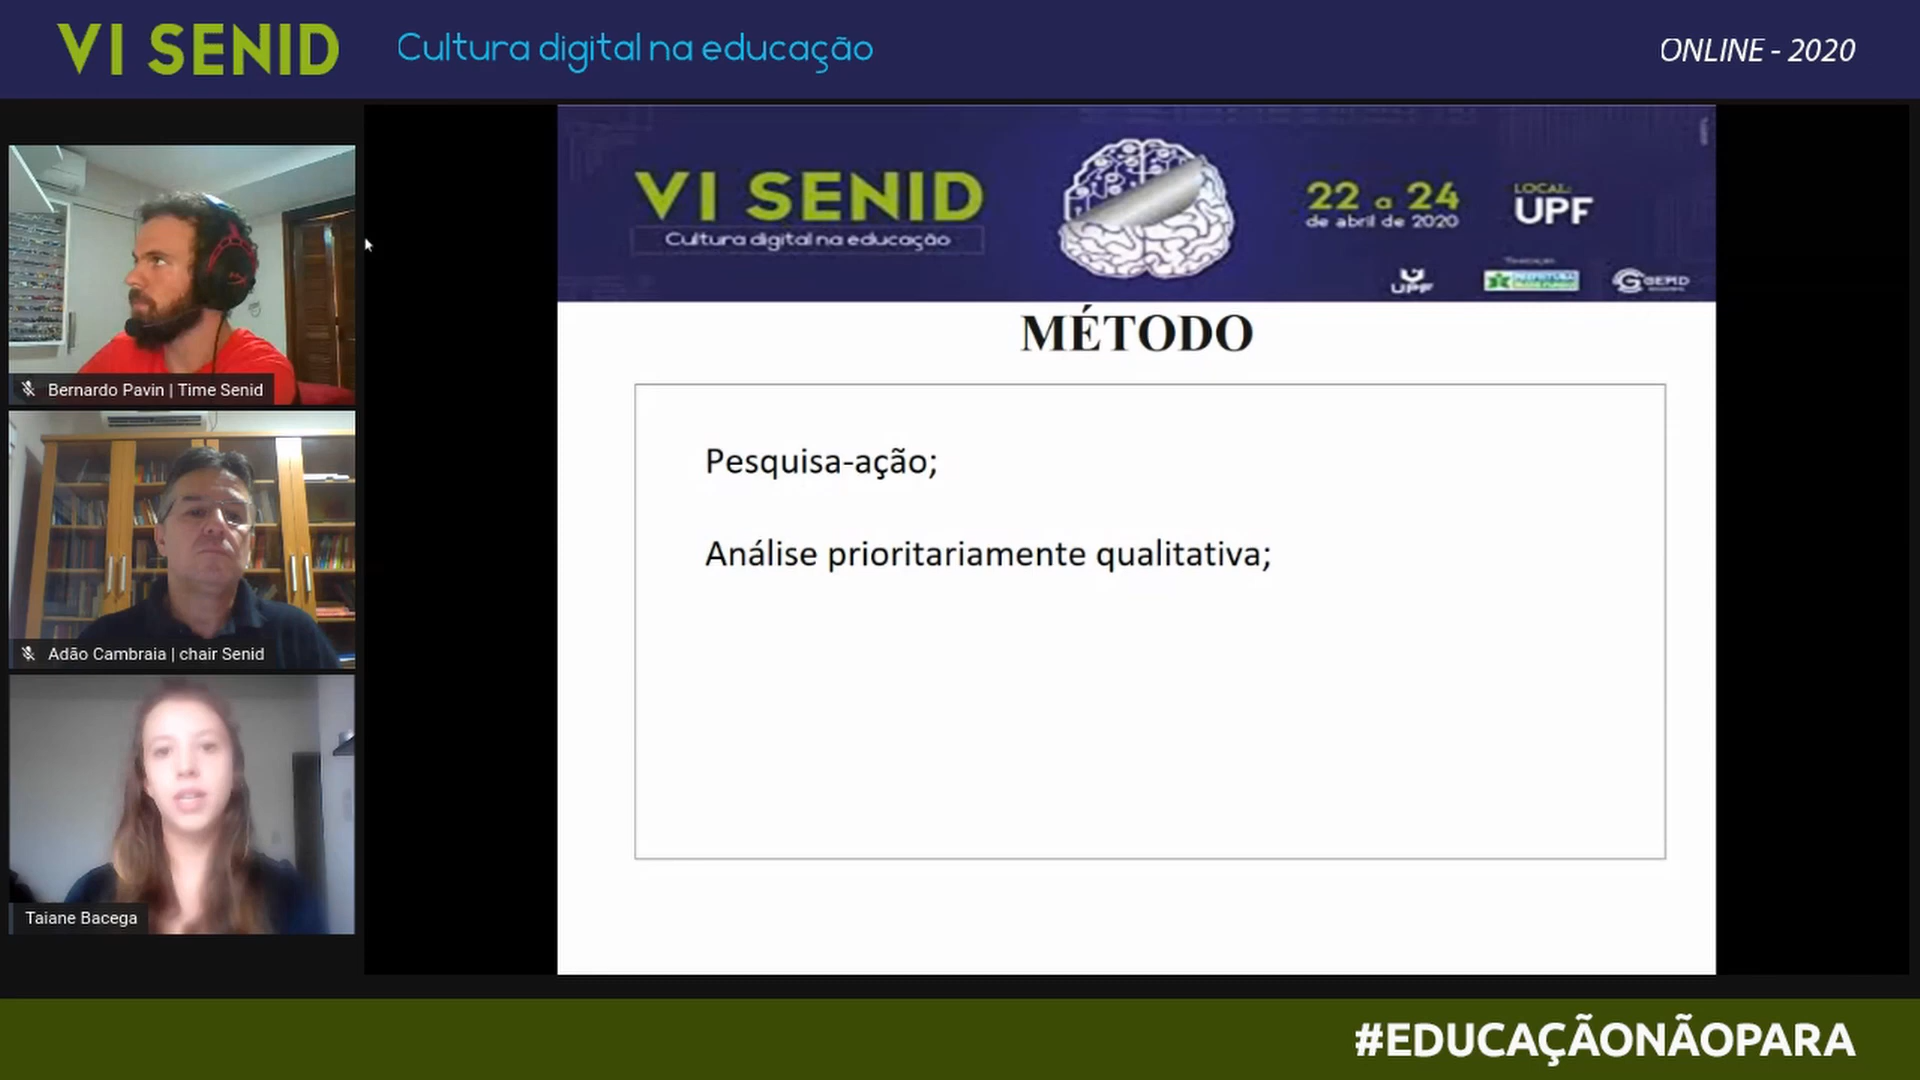 VI SENID
Cultura digital na educação
ONLINE - 2020
VI SENID
Cultura digital na educação
22 a 24
de abril de 2020
LOCAL:
UPF
UPF
PREFEITURA
GEPID
MÉTODO
Pesquisa-ação;
Análise prioritariamente qualitativa;
Bernardo Pavin | Time Senid
Adão Cambraia | chair Senid
Taiane Bacega
#EDUCAÇÃONÃOPARA